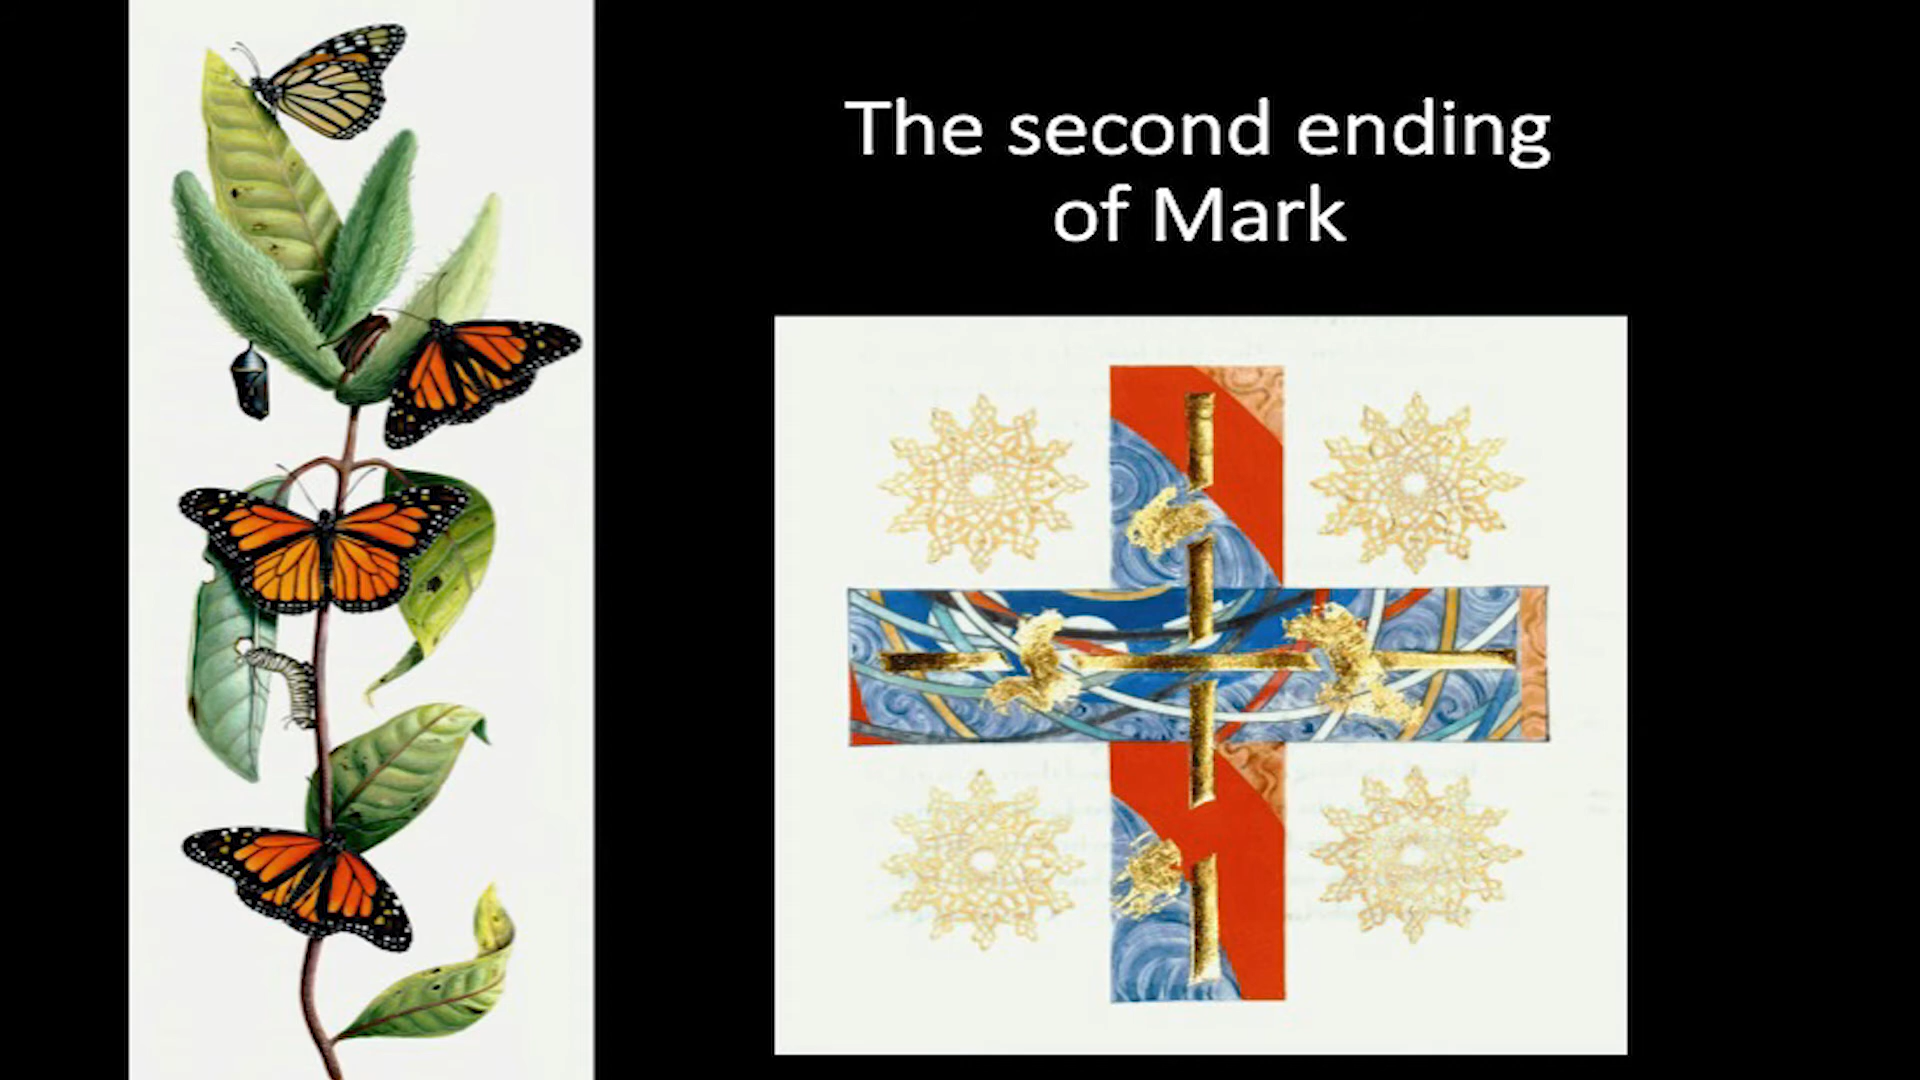 The second ending
of Mark